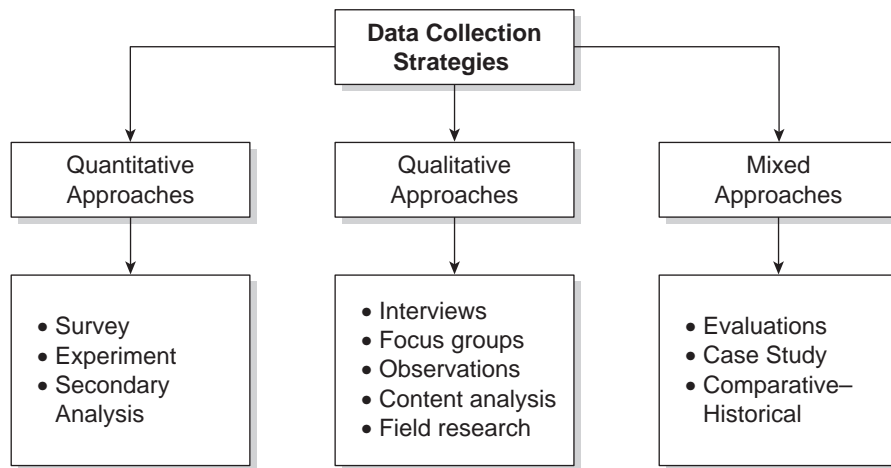 Data Collection
Strategies
Quantitative
Approaches
Qualitative
Approaches
Mixed
Approaches
• Survey
• Experiment
• Secondary
Analysis
• Interviews
• Focus groups
• Observations
• Content analysis
• Field research
• Evaluations
• Case Study
• Comparative–
Historical